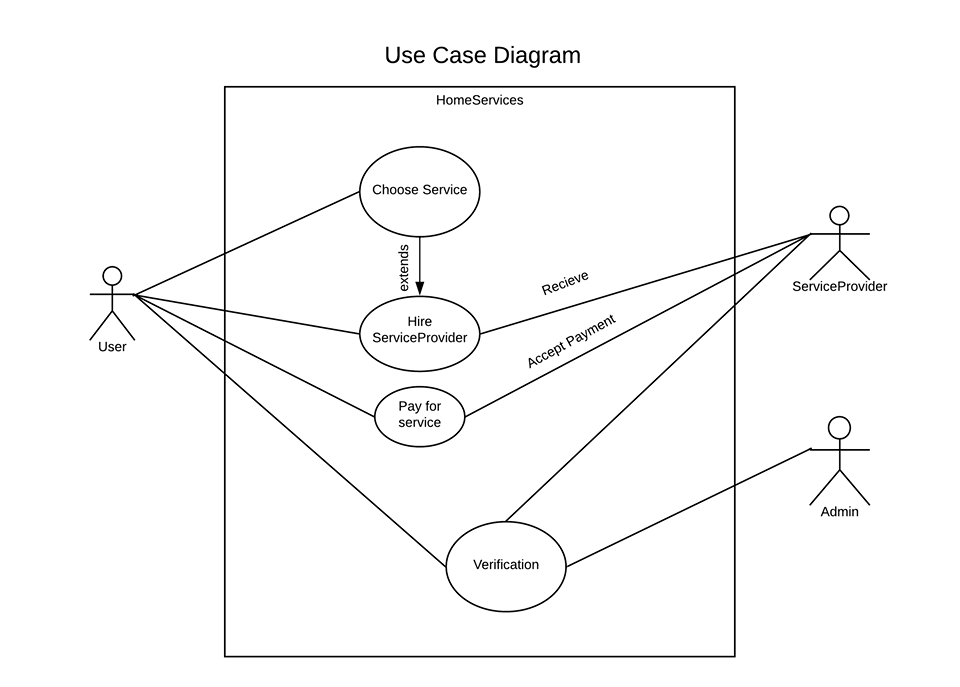 Use Case Diagram
HomeServices
Choose Service
extends
Hire
ServiceProvider
Recieve
Accept Payment
Pay for
service
Verification
User
ServiceProvider
Admin